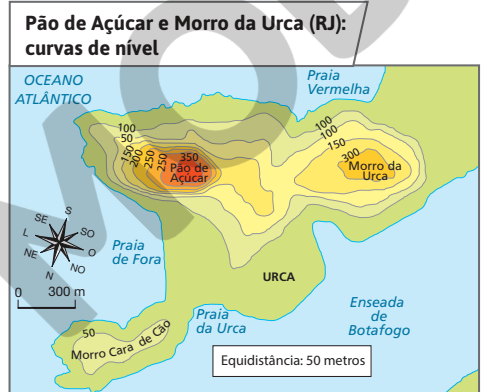 Pão de Açúcar e Morro da Urca (RJ):
curvas de nível
OCEANO
ATLÂNTICO
Praia
Vermelha
100
50
150
200
250
250
350
Pão de
Açúcar
100
100
150
300
Morro da
Urca
S
SE
SO
L
O
NE
NO
N
0 300 m
Praia
de Fora
URCA
Praia
da Urca
Enseada
de
Botafogo
50
Morro Cara de Cão
Equidistância: 50 metros